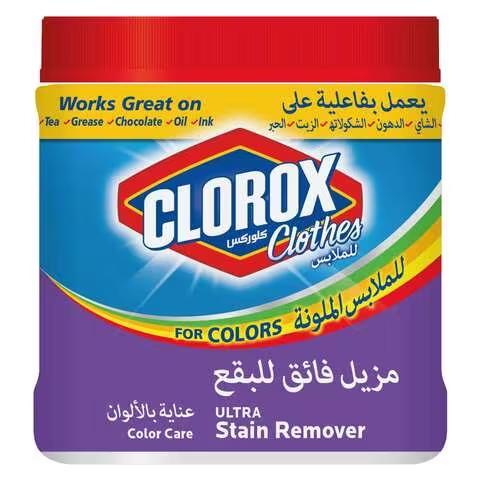 Works Great on
يعمل بفاعلية على
✓Tea ✓Grease ✓Chocolate ✓Oil ✓Ink
✓الشاي ✓الدهون ✓الشكولاته ✓الزيت ✓الحبر
CLOROX
كلوركس
Clothes
للملابس
للملابس الملونة
FOR COLORS
مزيل فائق للبقع
عناية بالألوان
Color Care
ULTRA
Stain Remover